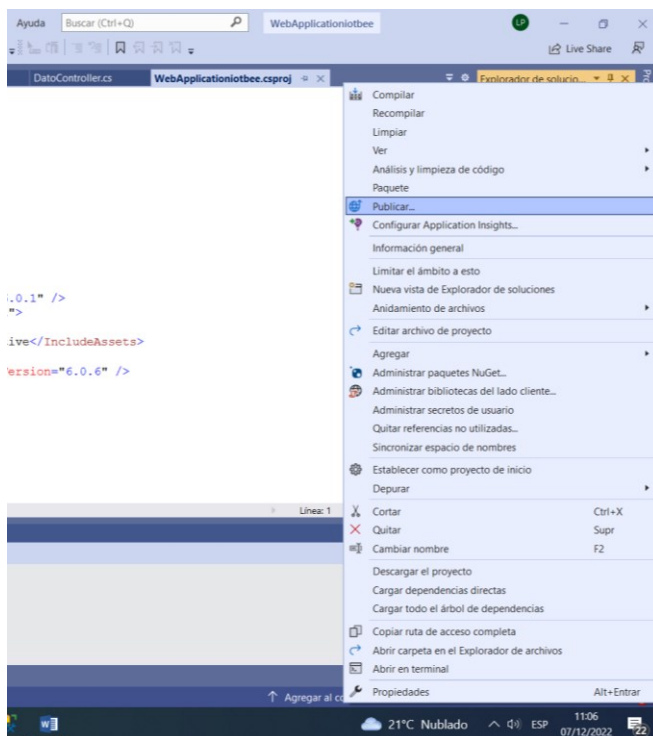 Ayuda Buscar (Ctrl+Q) WebApplicationiotbee LP
Live Share
DatoController.cs WebApplicationiotbee.csproj Explorador de solucio...
Compilar
Recompilar
Limpiar
Ver
Análisis y limpieza de código
Paquete
Publicar...
Configurar Application Insights...
Información general
Limitar el ámbito a esto
Nueva vista de Explorador de soluciones
Anidamiento de archivos
Editar archivo de proyecto
Agregar
Administrar paquetes NuGet...
Administrar bibliotecas del lado cliente...
Administrar secretos de usuario
Quitar referencias no utilizadas...
Sincronizar espacio de nombres
Establecer como proyecto de inicio
Depurar
Cortar Ctrl+X
Quitar Supr
Cambiar nombre F2
Descargar el proyecto
Cargar dependencias directas
Cargar todo el árbol de dependencias
Copiar ruta de acceso completa
Abrir carpeta en el Explorador de archivos
Abrir en terminal
Propiedades Alt+Entrar
.0.1" />
">
ive</IncludeAssets>
ersion="6.0.6" />
Línea: 1
Agregar al co
21°C Nublado ESP 11:06
07/12/2022 22